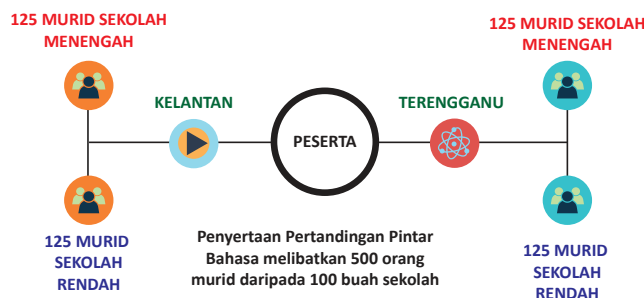 125 MURID SEKOLAH
MENENGAH
125 MURID SEKOLAH
MENENGAH
KELANTAN
TERENGGANU
PESERTA
125 MURID
SEKOLAH
RENDAH
Penyertaan Pertandingan Pintar
Bahasa melibatkan 500 orang
murid daripada 100 buah sekolah
125 MURID
SEKOLAH
RENDAH